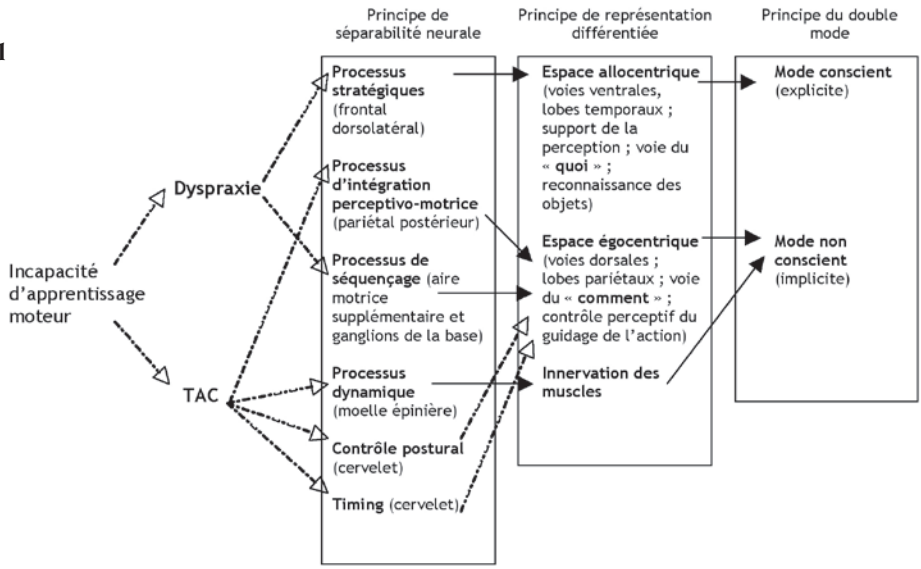 Principe de
séparabilité neurale
Principe de représentation
différentiée
Principe du double
mode
1
Incapacité
d'apprentissage
moteur
Dyspraxie
TAC
Processus
stratégiques
(frontal
dorsolatéral)
Processus
d'intégration
perceptivo-motrice
(pariétal postérieur)
Processus de
séquençage (aire
motrice
supplémentaire et
ganglions de la base)
Processus
dynamique
(moelle épinière)
Contrôle postural
(cervelet)
Timing (cervelet)
Espace allocentrique
(voies ventrales,
lobes temporaux ;
support de la
perception ; voie du
« quoi » ;
reconnaissance des
objets)
Espace égocentrique
(voies dorsales ;
lobes pariétaux ; voie
du « comment » ;
contrôle perceptif du
guidage de l'action)
Innervation des
muscles
Mode conscient
(explicite)
Mode non
conscient
(implicite)